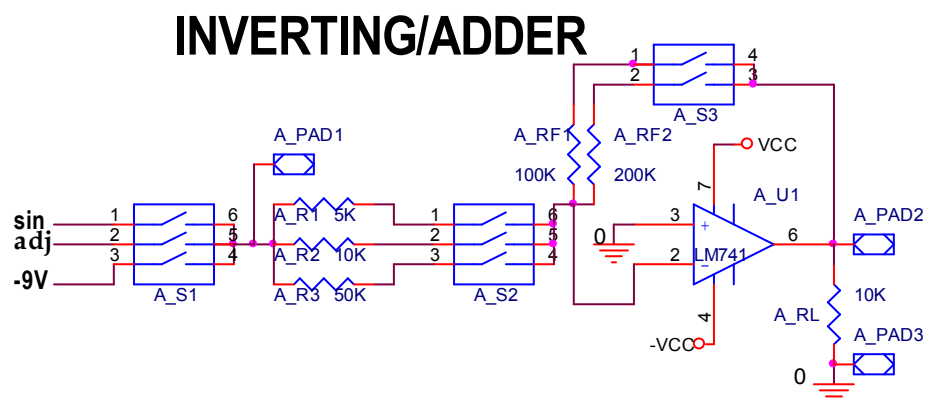 INVERTING/ADDER
1 4
2 3
A_S3
A_PAD1
A_RF1 A_RF2
100K 200K
VCC
7
A_U1
sin 1 6
adj 2 5
-9V 3 4
A_S1
A_R1 5K
A_R2 10K
A_R3 50K
1 6
2 5
3 4
A_S2
0
3 +
2 -
LM741
6
A_PAD2
4
-VCC
10K
A_RL
A_PAD3
0